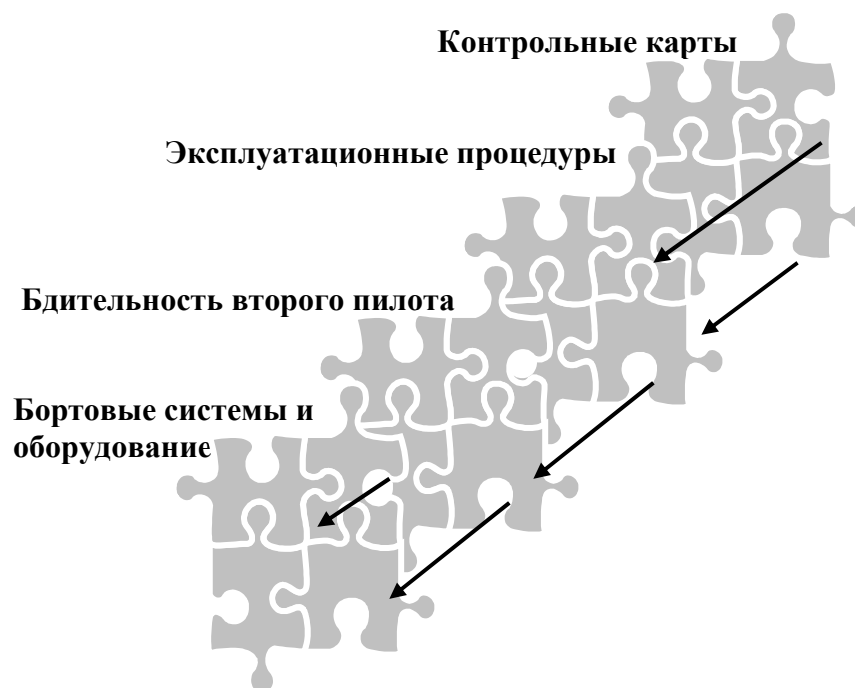 Контрольные карты
Эксплуатационные процедуры
Бдительность второго пилота
Бортовые системы и
оборудование